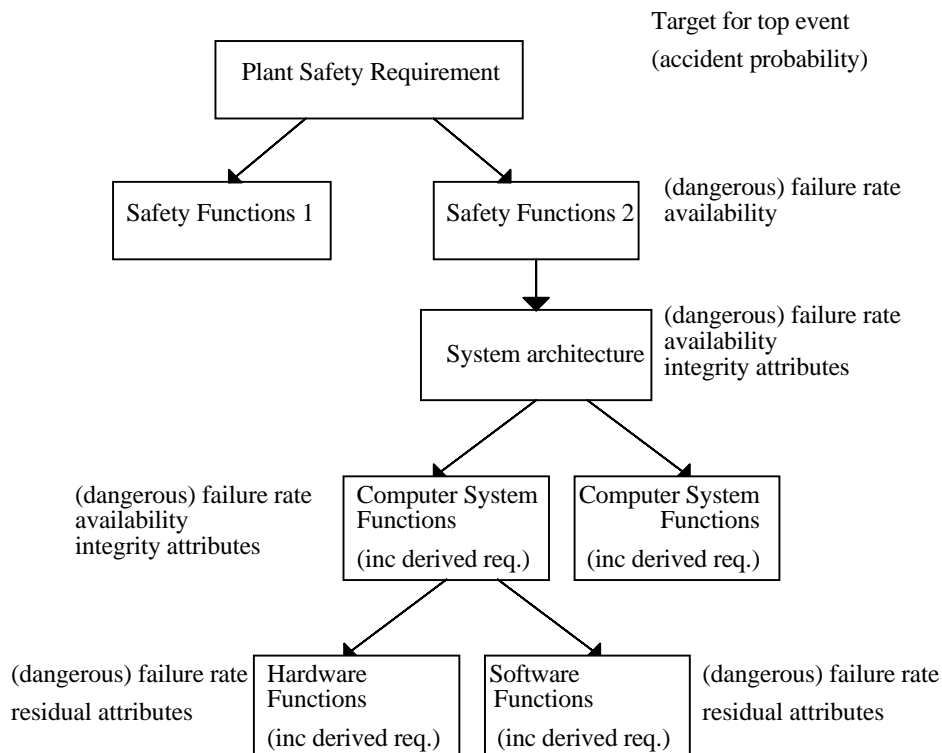 Target for top event
(accident probability)
Plant Safety Requirement
Safety Functions 1
Safety Functions 2
(dangerous) failure rate
availability
System architecture
(dangerous) failure rate
availability
integrity attributes
(dangerous) failure rate
availability
integrity attributes
Computer System
Functions
(inc derived req.)
Computer System
Functions
(inc derived req.)
(dangerous) failure rate
residual attributes
Hardware
Functions
(inc derived req.)
Software
Functions
(inc derived req.)
(dangerous) failure rate
residual attributes